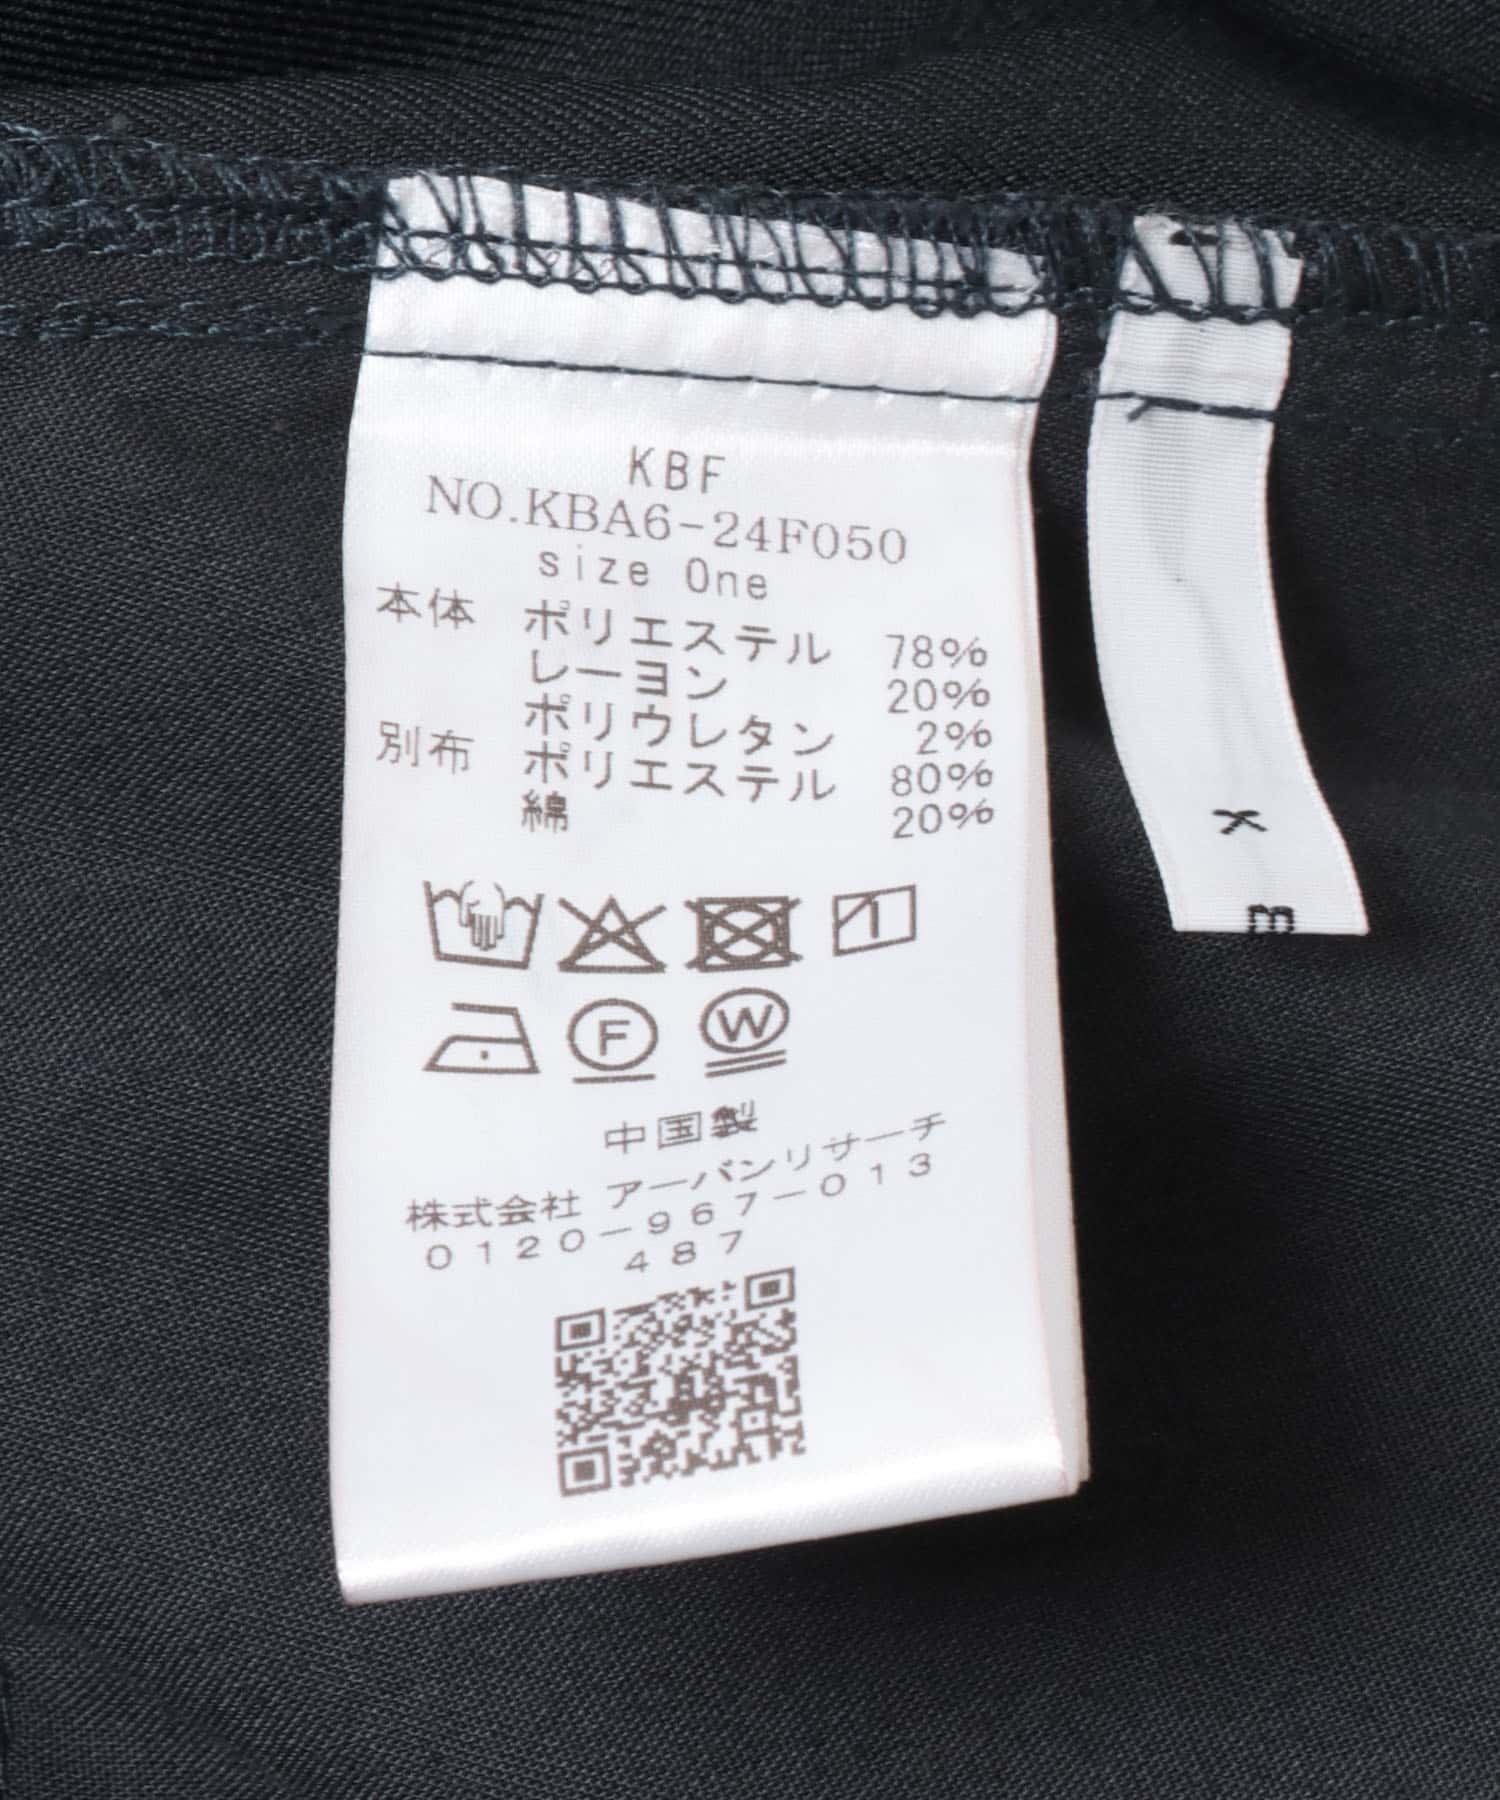 KBF
NO.KBA6-24F050
size One
本体 ポリエステル 78%
レーヨン 20%
ポリウレタン 2%
別布 ポリエステル 80%
綿 20%
F W
中国製
株式会社 アーバンリサーチ
0120-967-013
487
K
E